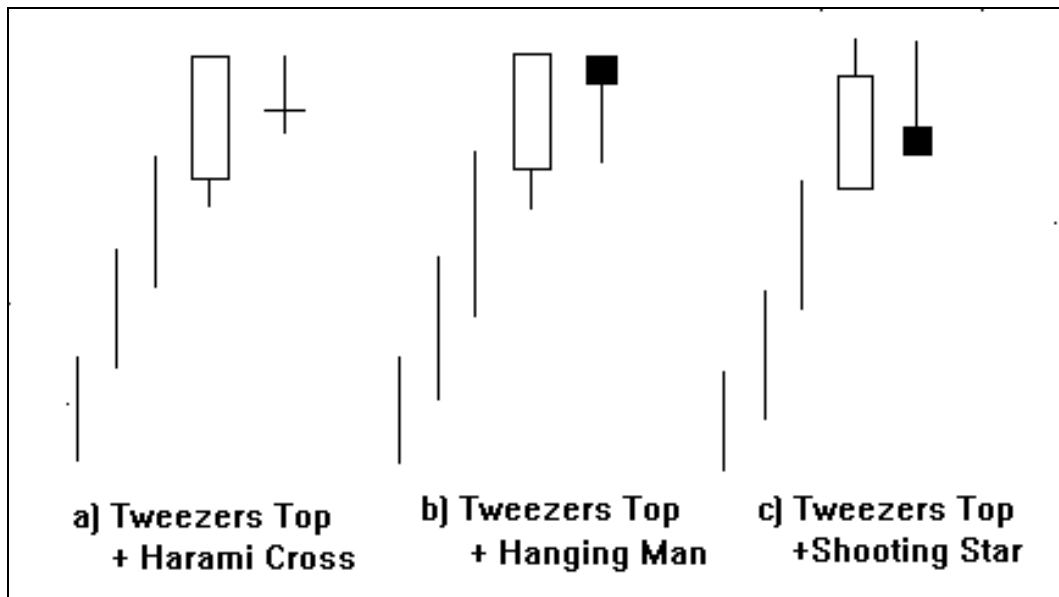 a) Tweezers Top
+ Harami Cross
b) Tweezers Top
+ Hanging Man
c) Tweezers Top
+Shooting Star